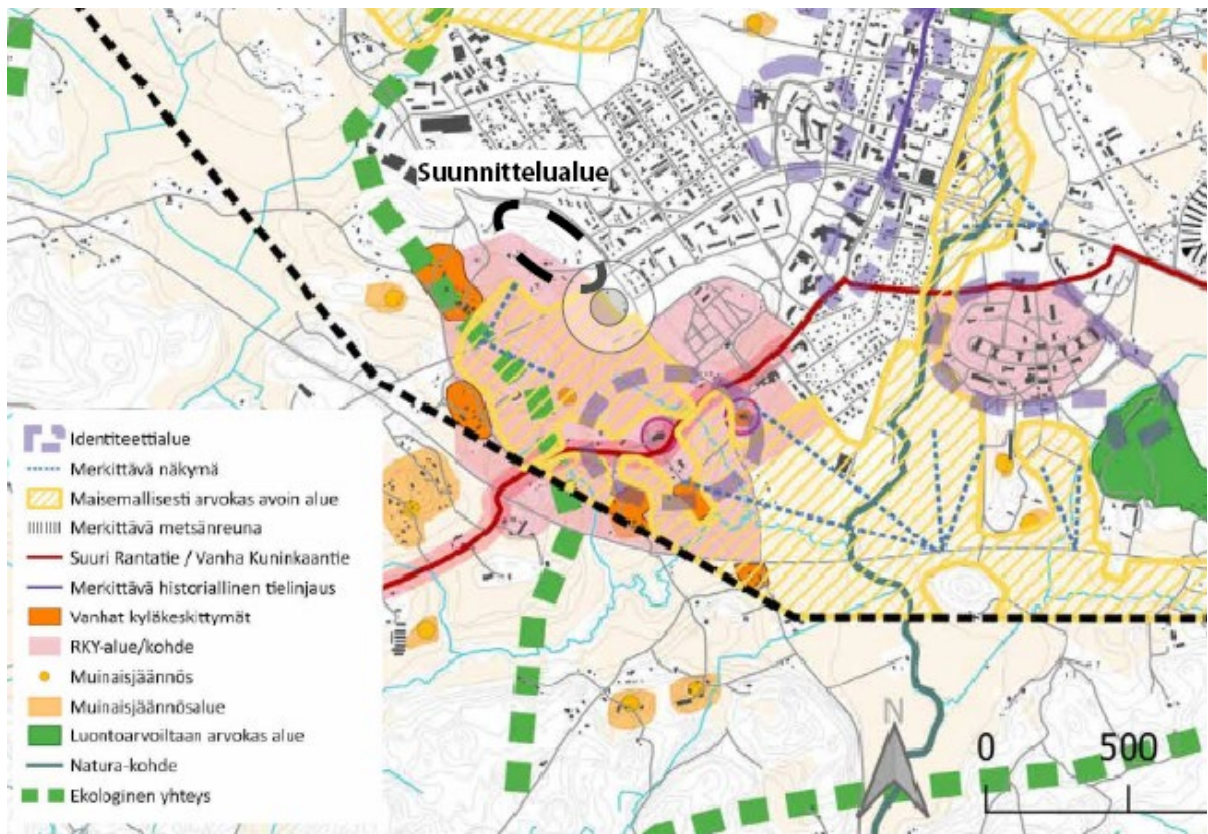 Suunnittelualue
Identiteettialue
Merkittävä näkymä
Maisemallisesti arvokas avoin alue
Merkittävä metsänreuna
Suuri Rantatie / Vanha Kuninkaantie
Merkittävä historiallinen tielinjaus
Vanhat kyläkeskittymät
RKY-alue/kohde
Muinaisjäännös
Muinaisjäännösalue
Luontoarvoiltaan arvokas alue
Natura-kohde
Ekologinen yhteys
N
0 500